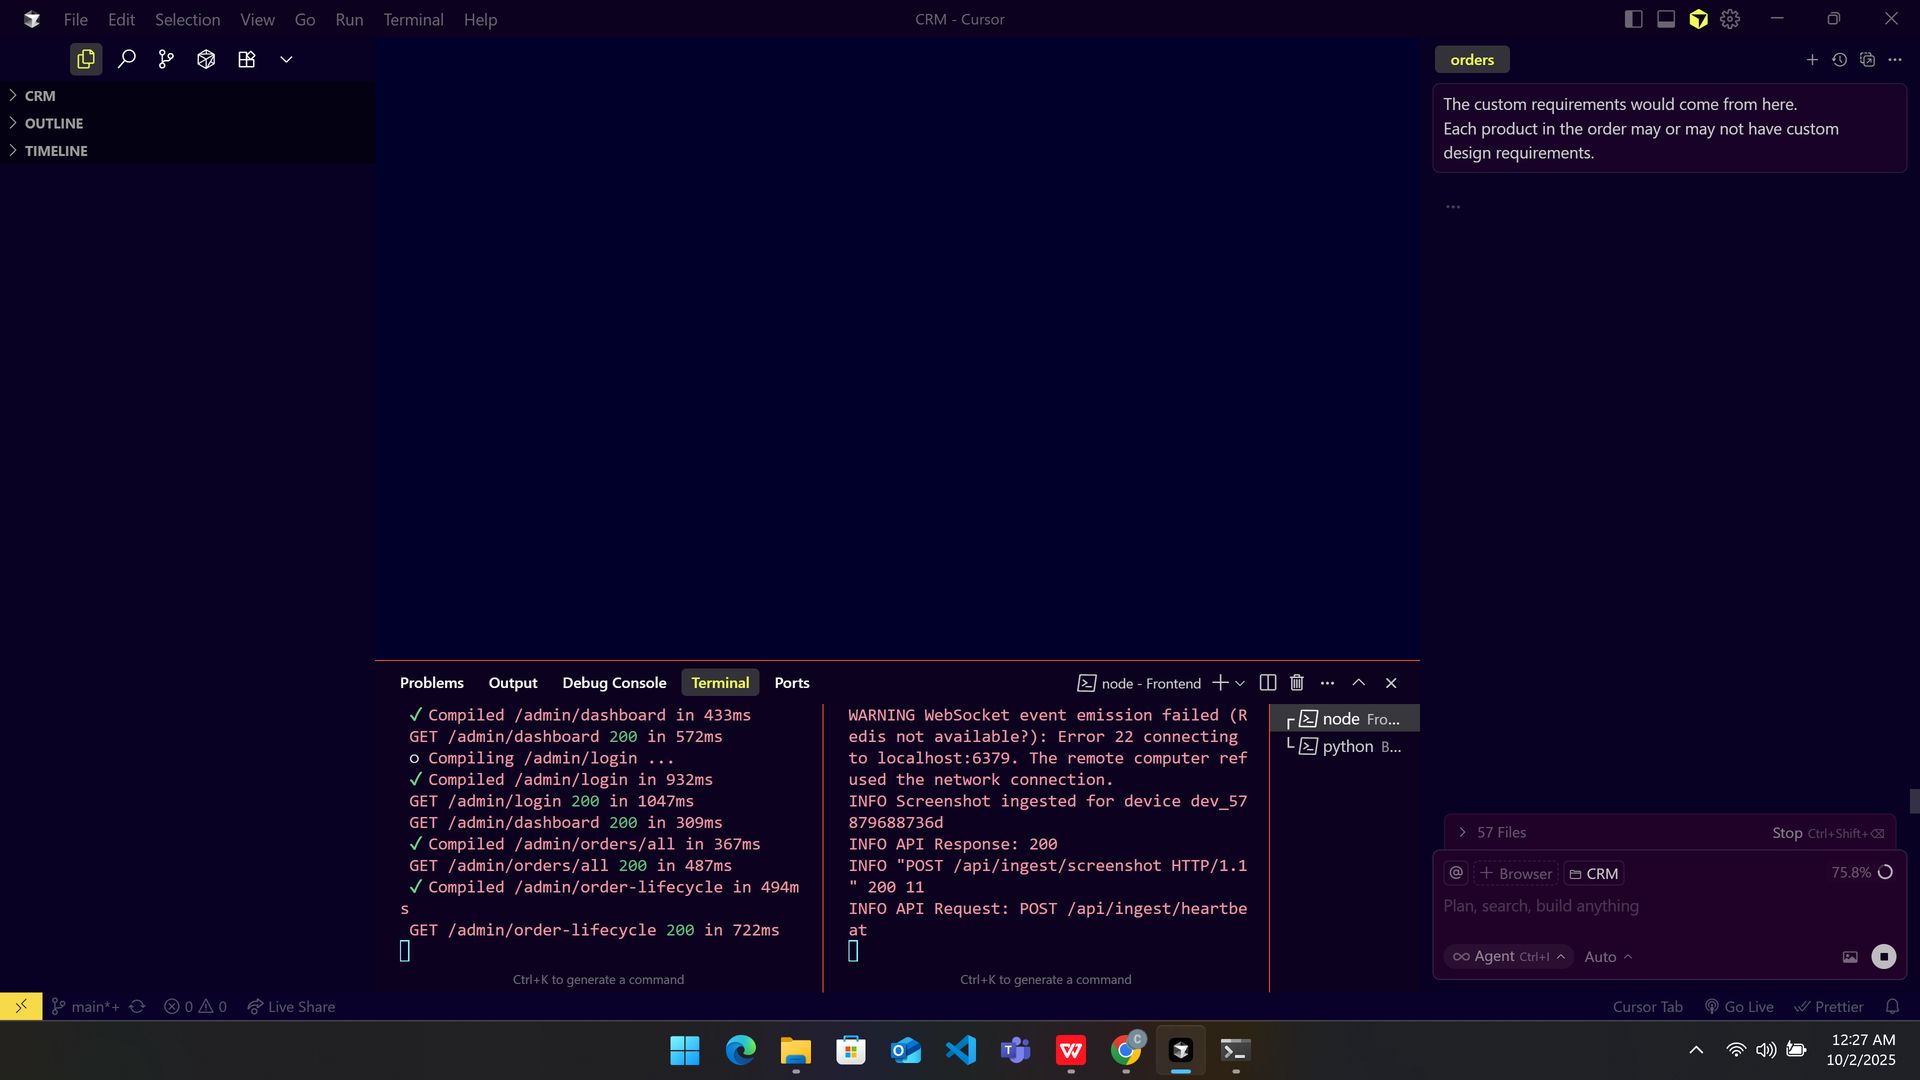 File Edit Selection View Go Run Terminal Help
CRM - Cursor
CRM
OUTLINE
TIMELINE
orders
The custom requirements would come from here.
Each product in the order may or may not have custom
design requirements.
...
Problems Output Debug Console Terminal Ports
node - Frontend
✓ Compiled /admin/dashboard in 433ms
GET /admin/dashboard 200 in 572ms
○ Compiling /admin/login ...
✓ Compiled /admin/login in 932ms
GET /admin/login 200 in 1047ms
GET /admin/dashboard 200 in 309ms
✓ Compiled /admin/orders/all in 367ms
GET /admin/orders/all 200 in 487ms
✓ Compiled /admin/order-lifecycle in 494m
s
GET /admin/order-lifecycle 200 in 722ms
Ctrl+K to generate a command
WARNING WebSocket event emission failed (R
edis not available?): Error 22 connecting
to localhost:6379. The remote computer ref
used the network connection.
INFO Screenshot ingested for device dev_57
879688736d
INFO API Response: 200
INFO "POST /api/ingest/screenshot HTTP/1.1
" 200 11
INFO API Request: POST /api/ingest/heartbe
at
Ctrl+K to generate a command
node Fro...
python B...
57 Files
Stop Ctrl+Shift+⌫
@ + Browser CRM
75.8%
Plan, search, build anything
∞ Agent Ctrl+I Auto
main*+ 0 0 Live Share
Cursor Tab Go Live Prettier
C
12:27 AM
10/2/2025